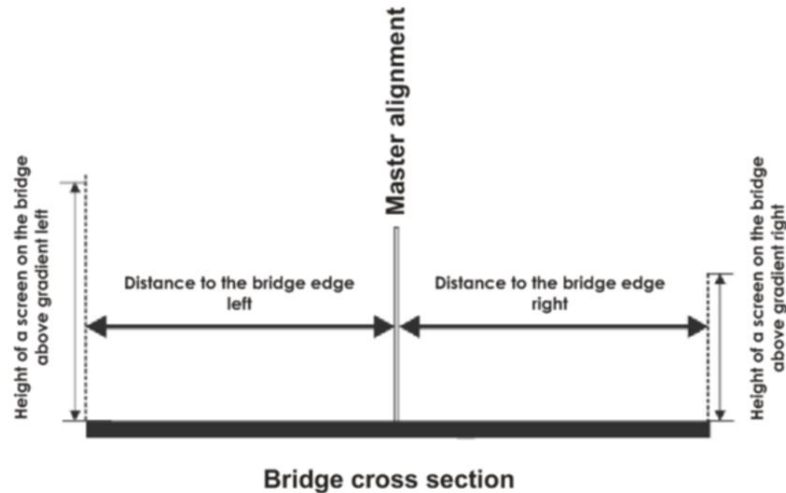 Master alignment
Height of a screen on the bridge
above gradient left
Distance to the bridge edge
left
Distance to the bridge edge
right
Height of a screen on the bridge
above gradient right
Bridge cross section